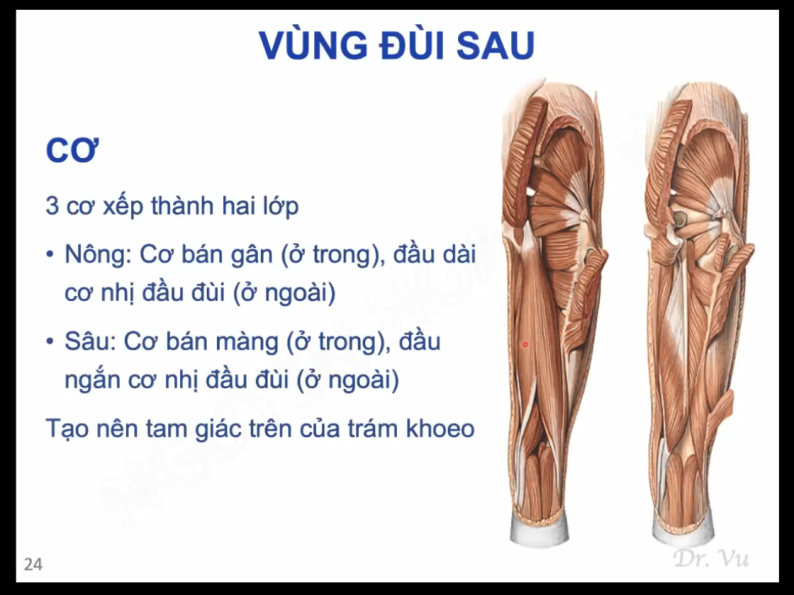 VÙNG ĐÙI SAU
CƠ
3 cơ xếp thành hai lớp
• Nông: Cơ bán gân (ở trong), đầu dài
cơ nhị đầu đùi (ở ngoài)
• Sâu: Cơ bán màng (ở trong), đầu
ngắn cơ nhị đầu đùi (ở ngoài)
Tạo nên tam giác trên của trám khoeo
24
Dr. Vu